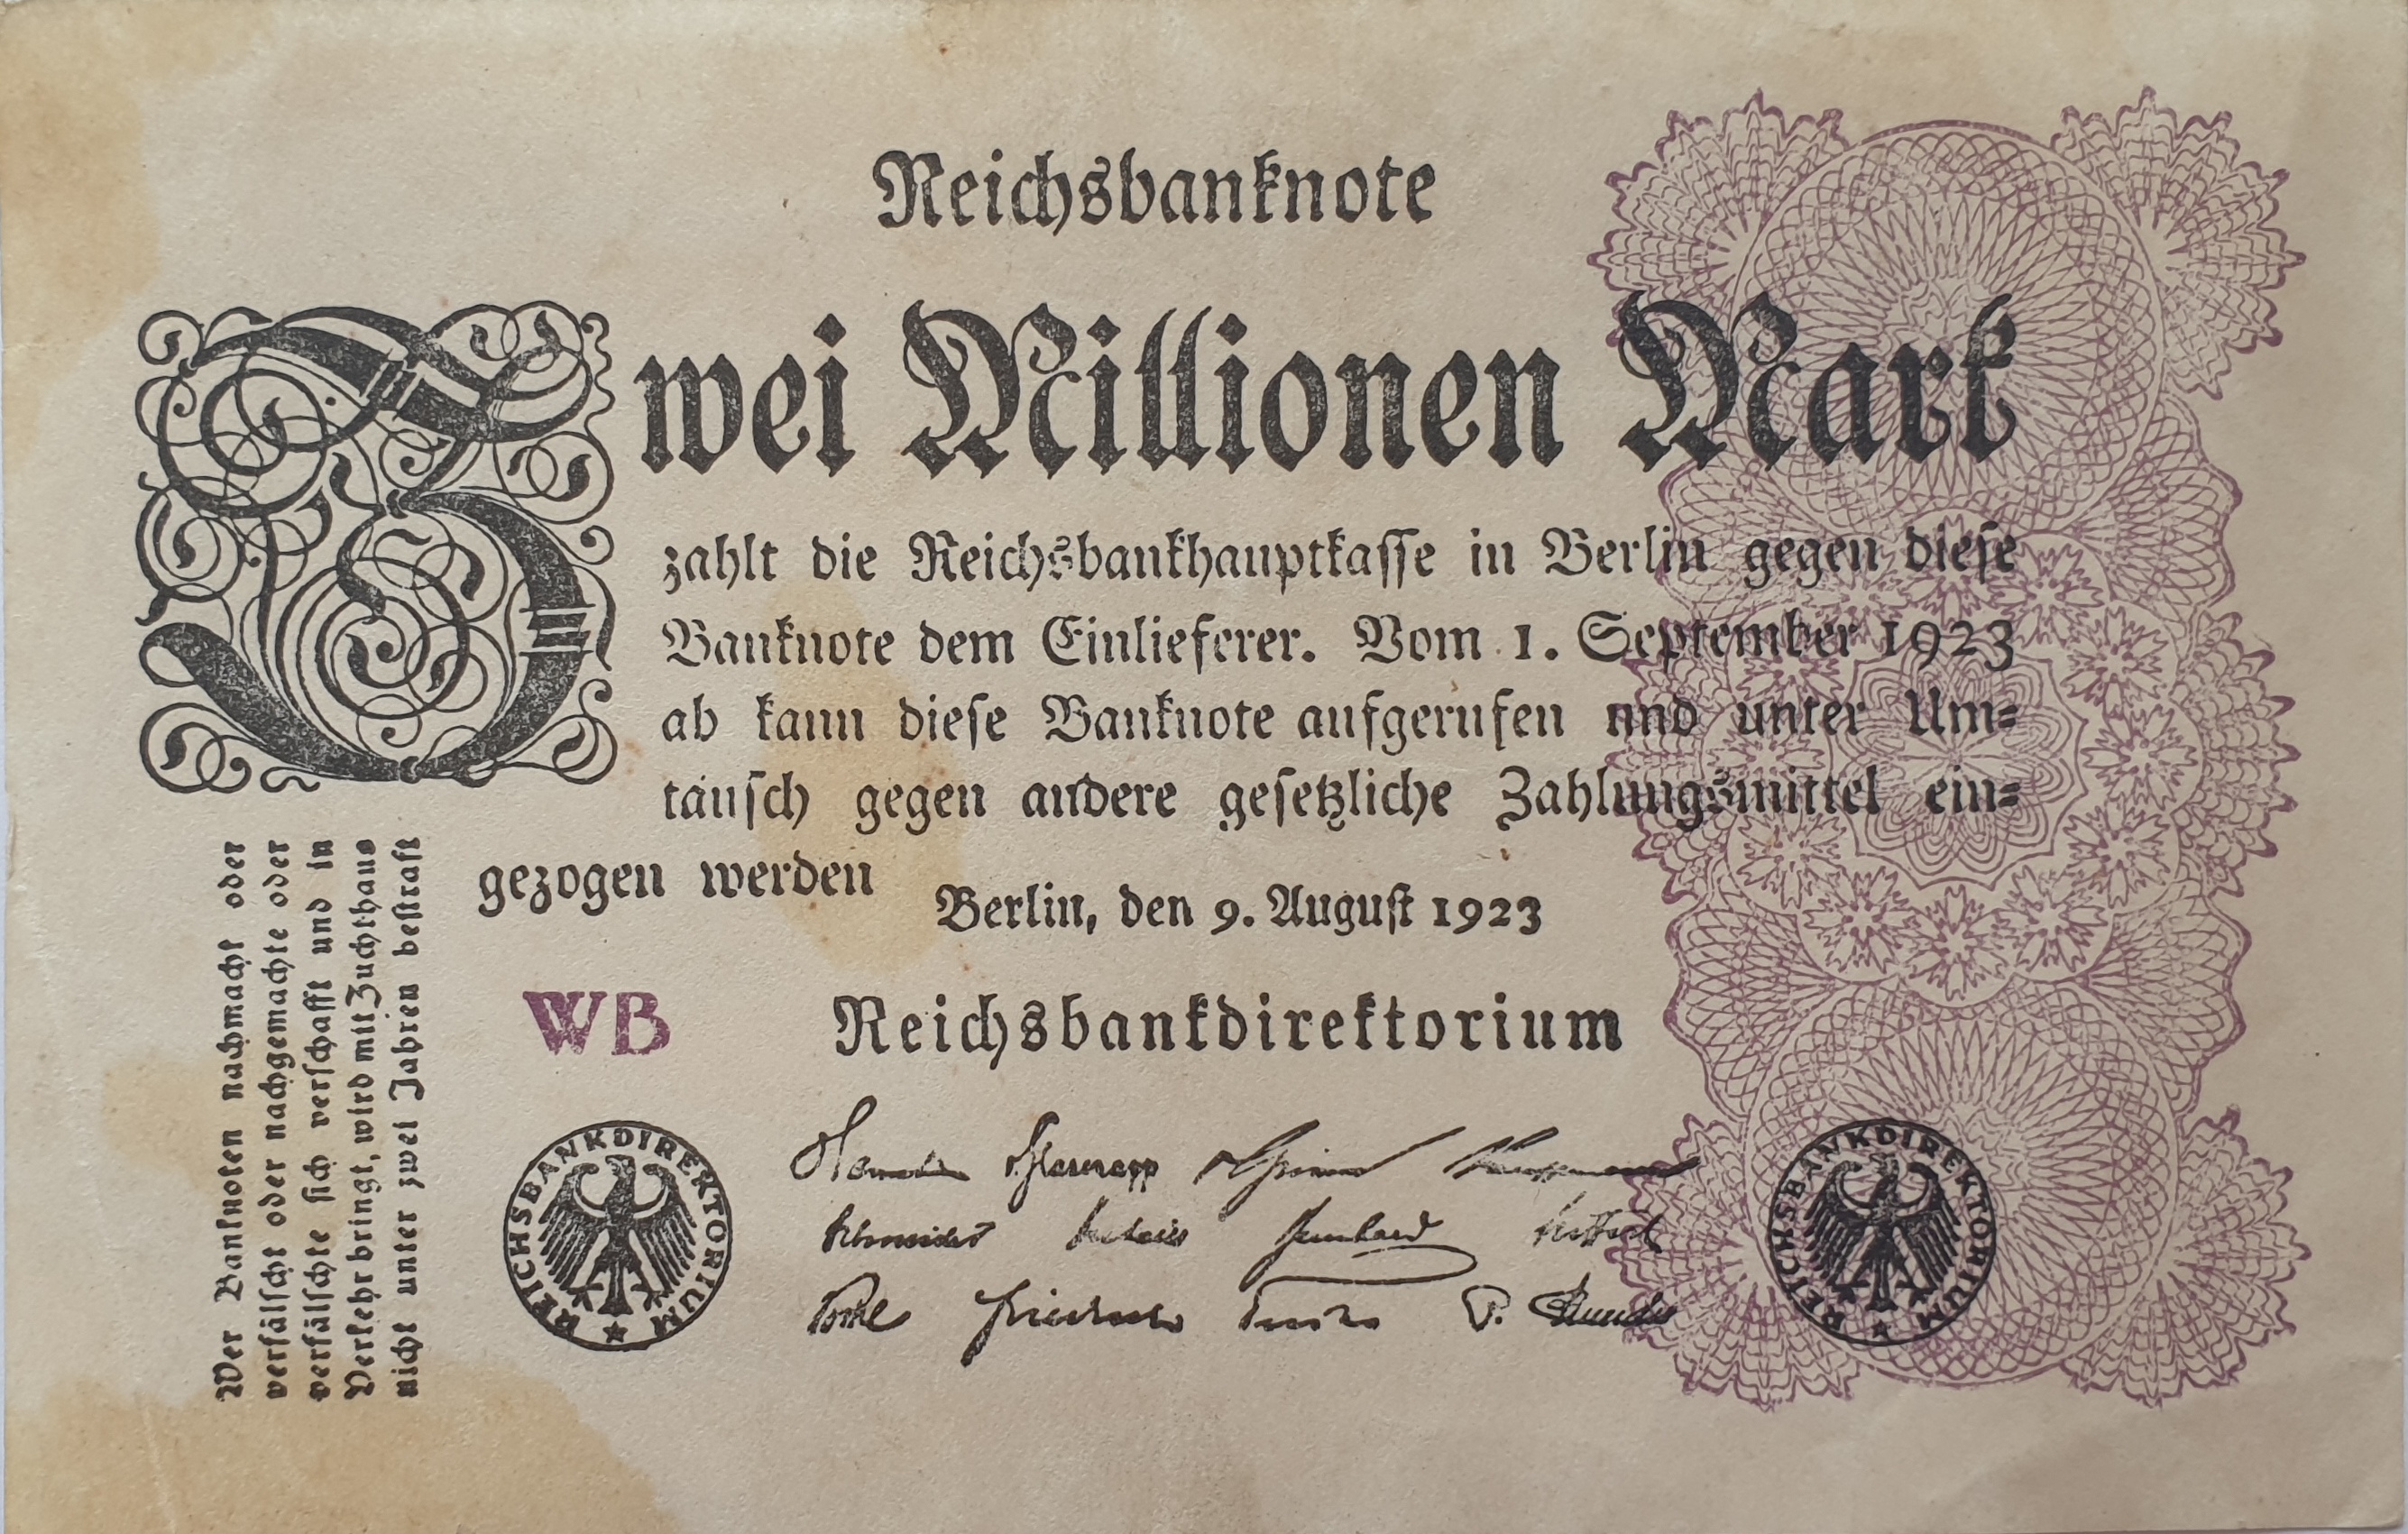 Reichsbanknote
Zwei Millionen Mark
zahlt die Reichsbankhauptkasse in Berlin gegen diese
Banknote dem Einlieferer. Vom 1. September 1923
ab kann diese Banknote aufgerufen und unter Um=
tausch gegen andere gesetzliche Zahlungsmittel ein=
gezogen werden
Berlin, den 9. August 1923
WB
Reichsbankdirektorium
Wer Banknoten nachmacht oder
verfälscht oder nachgemachte oder
verfälschte sich verschafft und in
Verkehr bringt, wird mit Zuchthaus
nicht unter zwei Jahren bestraft
REICHSBANKDIREKTORIUM
REICHSBANKDIREKTORIUM